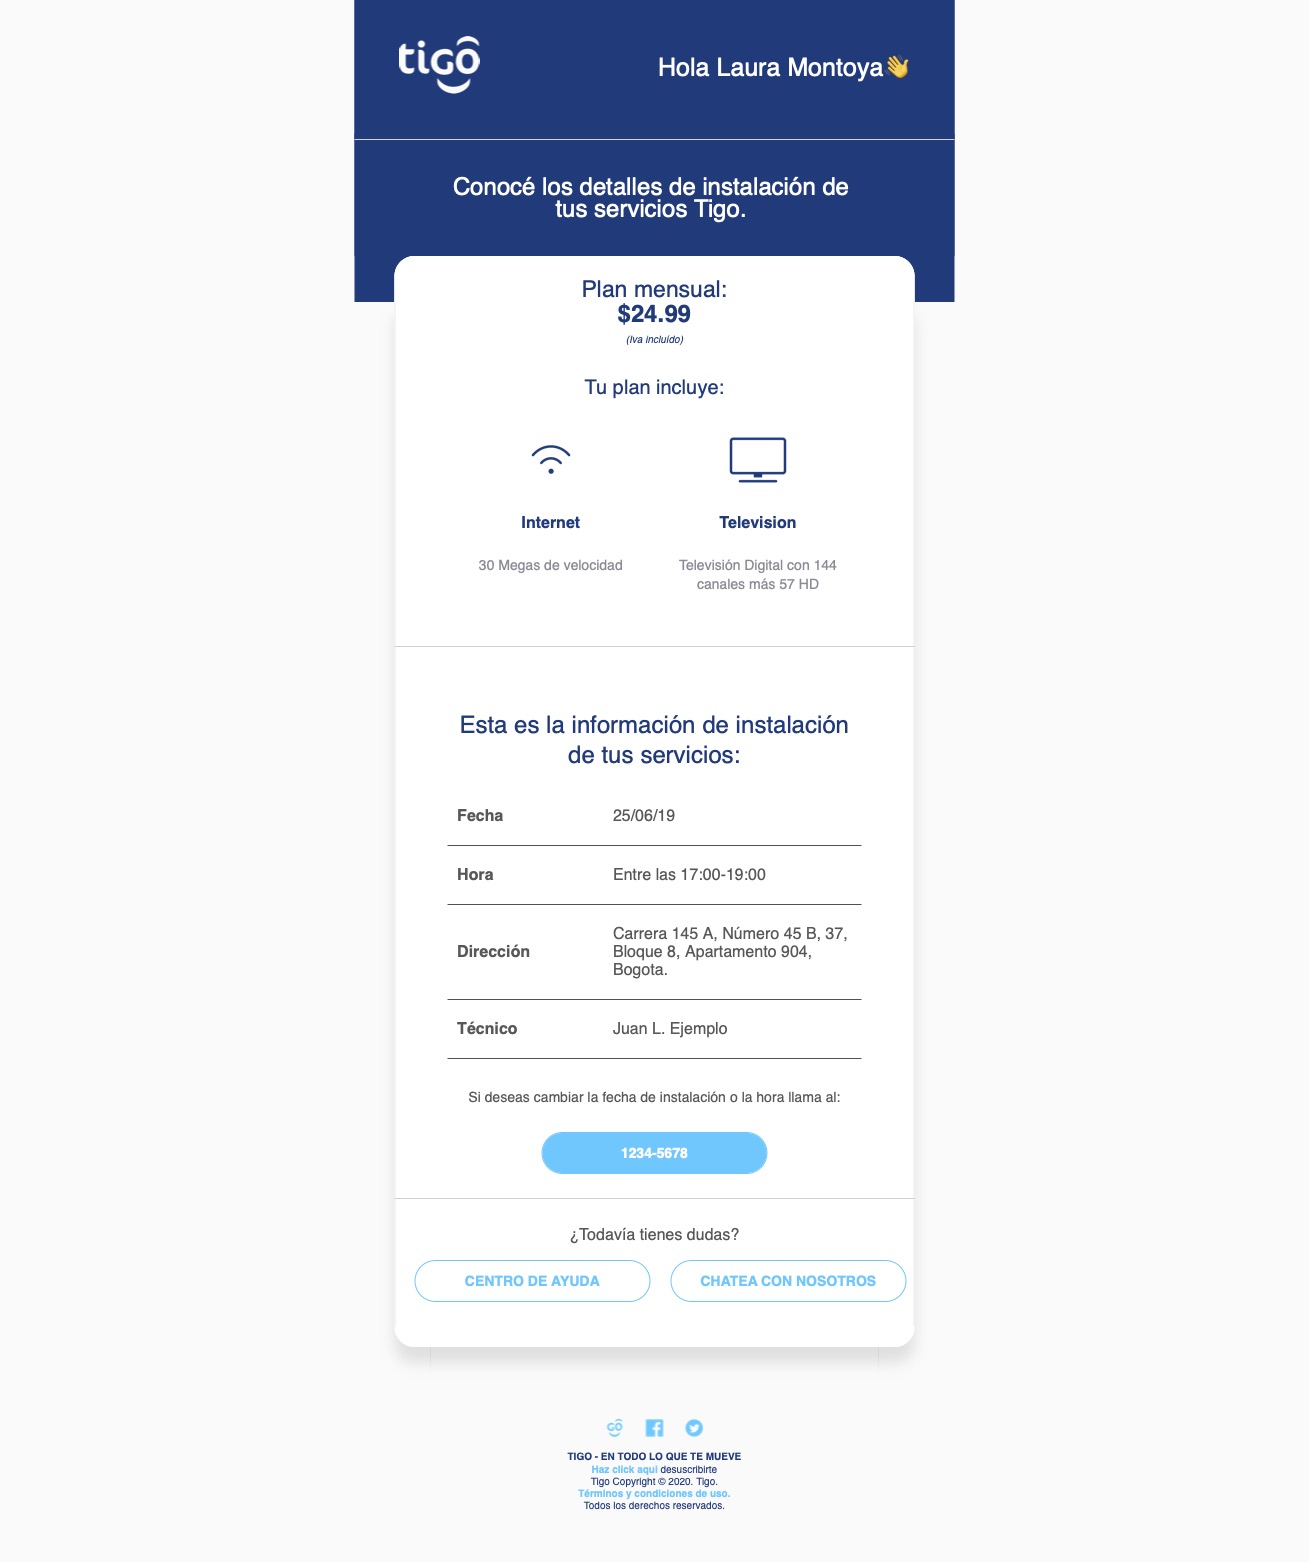 tigo
Hola Laura Montoya👋
Conocé los detalles de instalación de
tus servicios Tigo.
Plan mensual:
$24.99
(Iva incluído)
Tu plan incluye:
Internet
Television
30 Megas de velocidad
Televisión Digital con 144
canales más 57 HD
Esta es la información de instalación
de tus servicios:
Fecha
25/06/19
Hora
Entre las 17:00-19:00
Dirección
Carrera 145 A, Número 45 B, 37,
Bloque 8, Apartamento 904,
Bogota.
Técnico
Juan L. Ejemplo
Si deseas cambiar la fecha de instalación o la hora llama al:
1234-5678
¿Todavía tienes dudas?
CENTRO DE AYUDA
CHATEA CON NOSOTROS
GO
TIGO - EN TODO LO QUE TE MUEVE
Haz click aquí desuscribirte
Tigo Copyright © 2020. Tigo.
Términos y condiciones de uso.
Todos los derechos reservados.